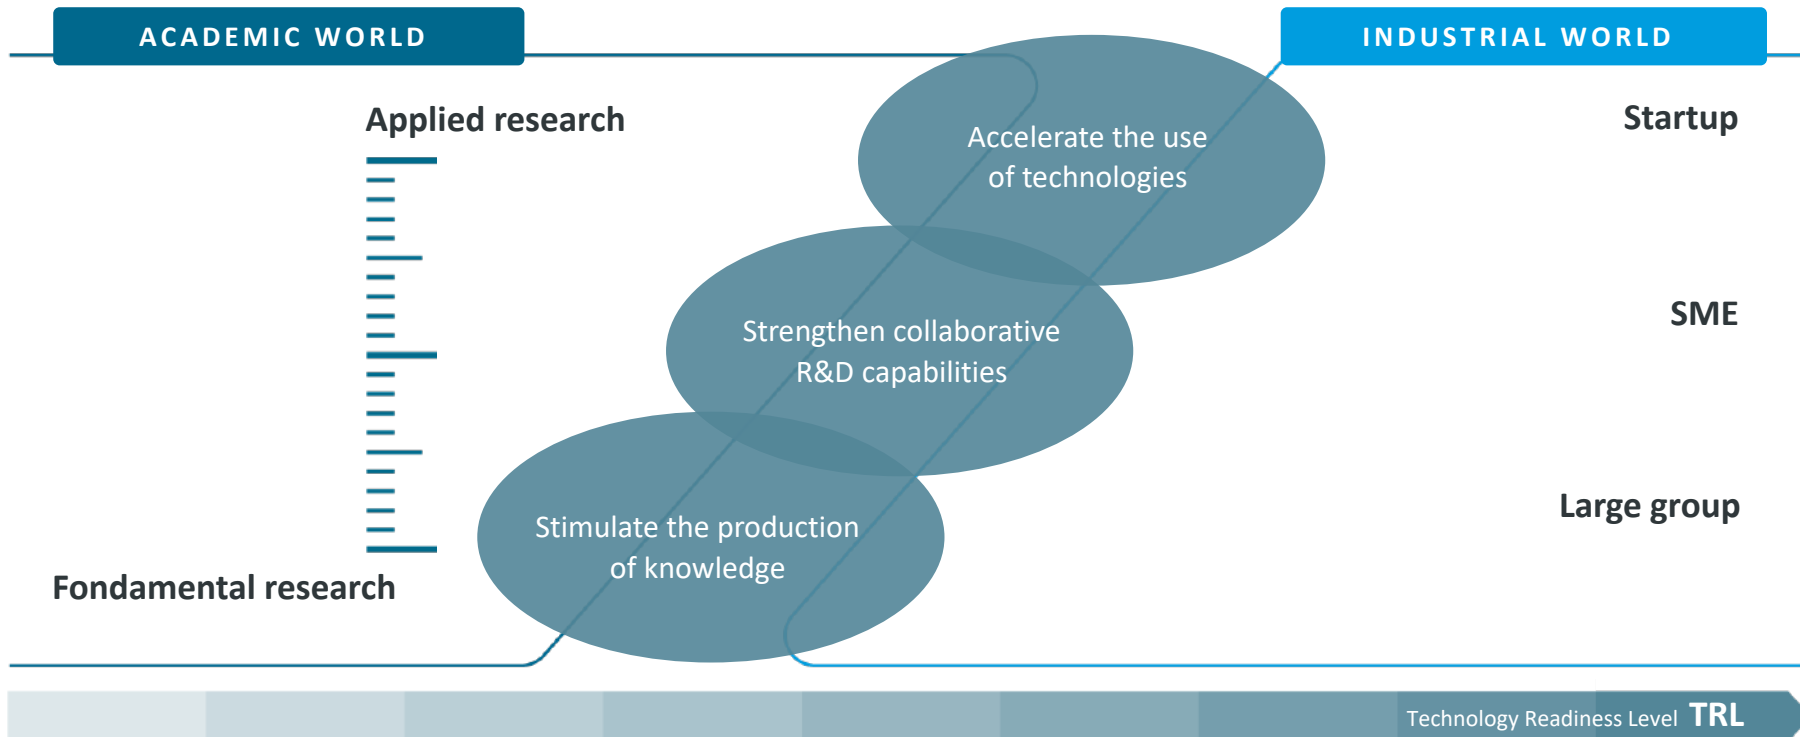 ACADEMIC WORLD
INDUSTRIAL WORLD
Applied research
Startup
Accelerate the use
of technologies
SME
Strengthen collaborative
R&D capabilities
Large group
Stimulate the production
of knowledge
Fondamental research
Technology Readiness Level TRL